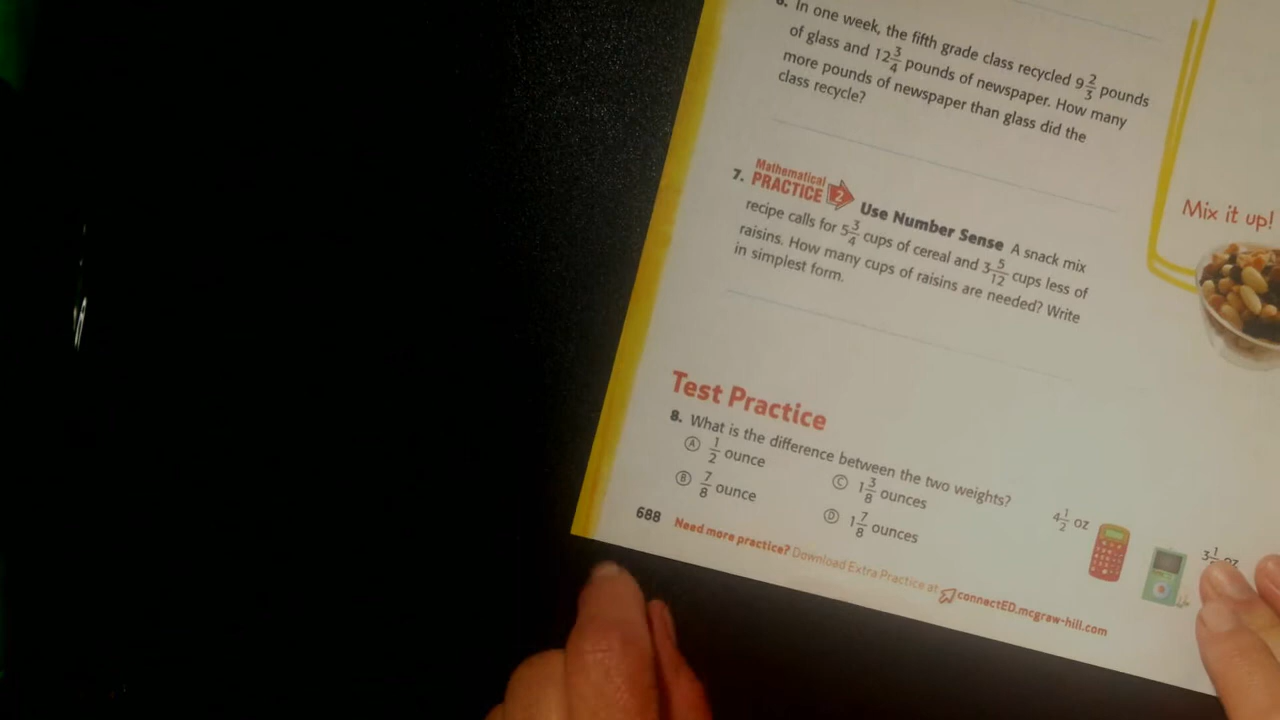 6. In one week, the fifth grade class recycled 9 2/3 pounds
of glass and 12 3/4 pounds of newspaper. How many
more pounds of newspaper than glass did the
class recycle?
7. Mathematical
PRACTICE 2 Use Number Sense A snack mix
recipe calls for 5 3/4 cups of cereal and 3 5/12 cups less of
raisins. How many cups of raisins are needed? Write
in simplest form.
Mix it up!
Test Practice
8. What is the difference between the two weights?
A 1/2 ounce
B 7/8 ounce
C 1 3/8 ounces
D 1 7/8 ounces
4 1/2 oz
oz
688 Need more practice? Download Extra Practice at connectED.mcgraw-hill.com